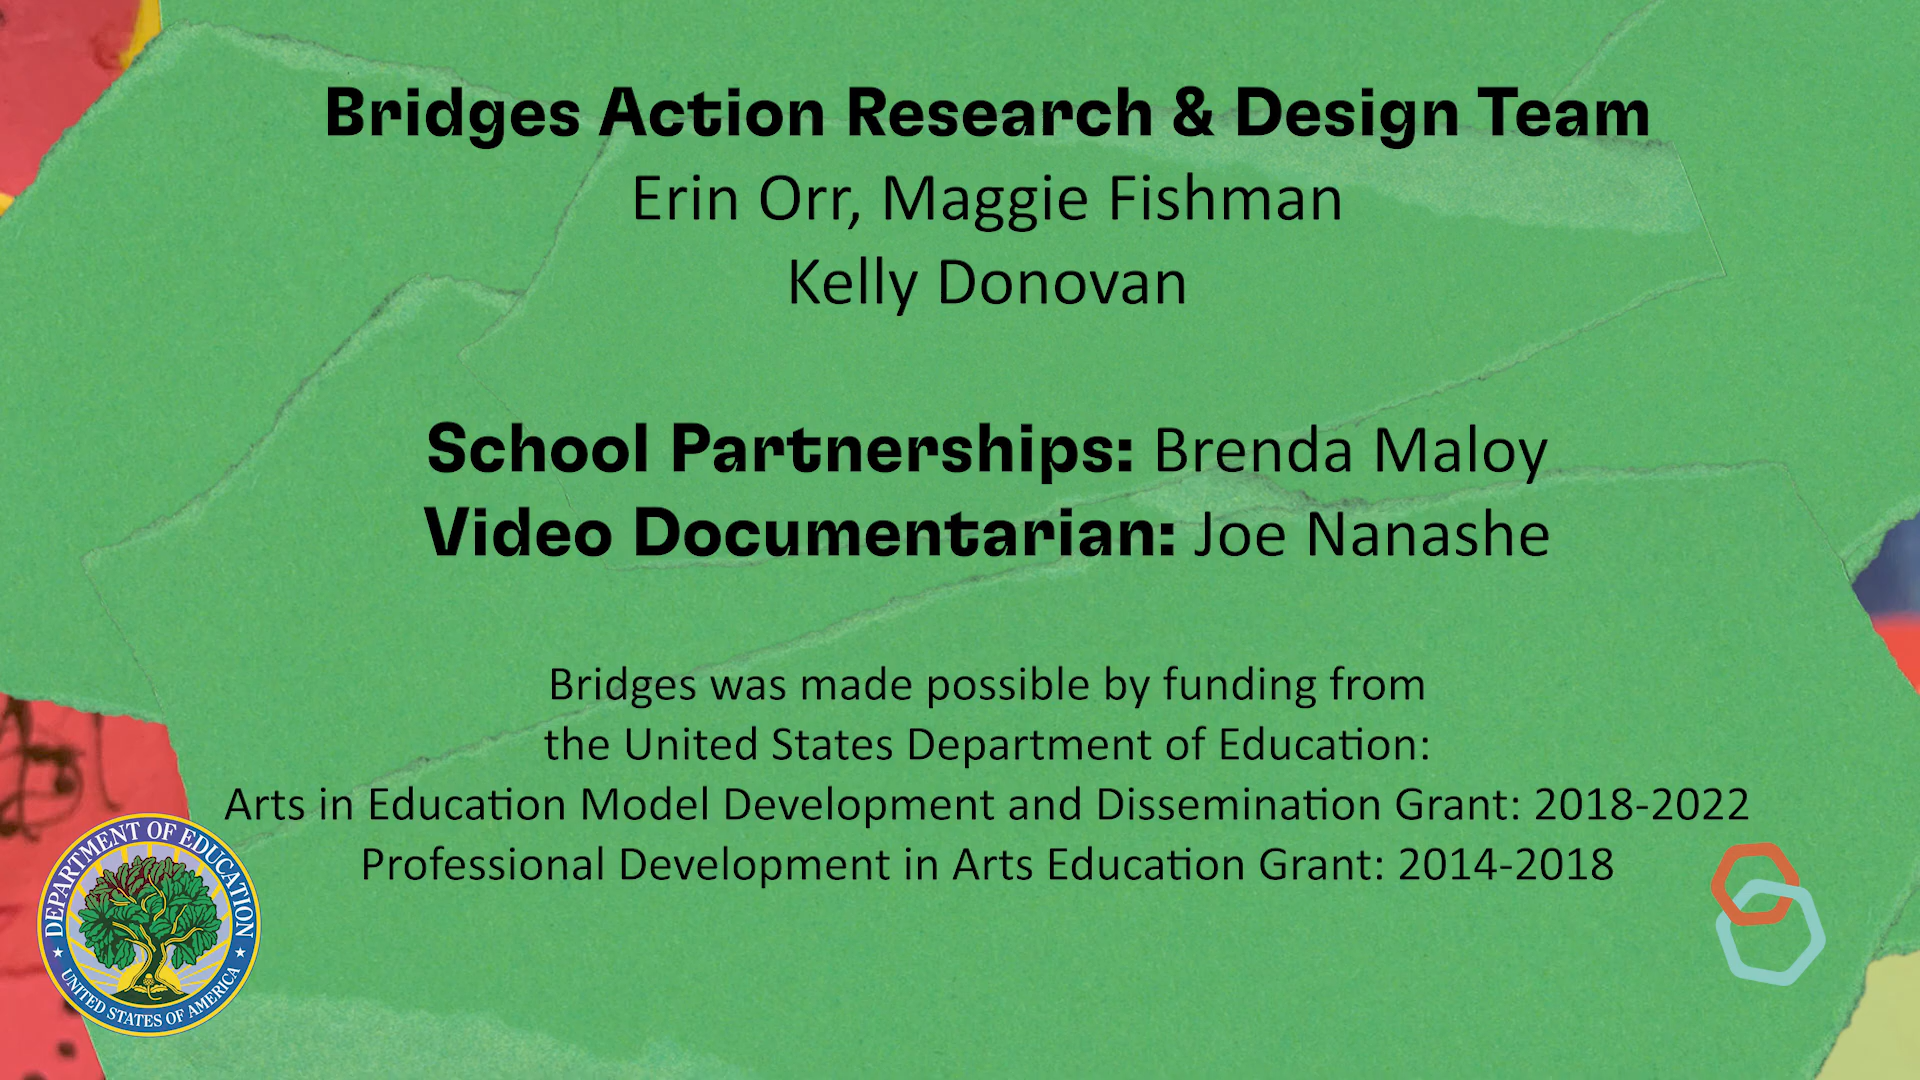 Bridges Action Research & Design Team
Erin Orr, Maggie Fishman
Kelly Donovan
School Partnerships: Brenda Maloy
Video Documentarian: Joe Nanashe
Bridges was made possible by funding from
the United States Department of Education:
Arts in Education Model Development and Dissemination Grant: 2018-2022
Professional Development in Arts Education Grant: 2014-2018
DEPARTMENT OF EDUCATION
UNITED STATES OF AMERICA